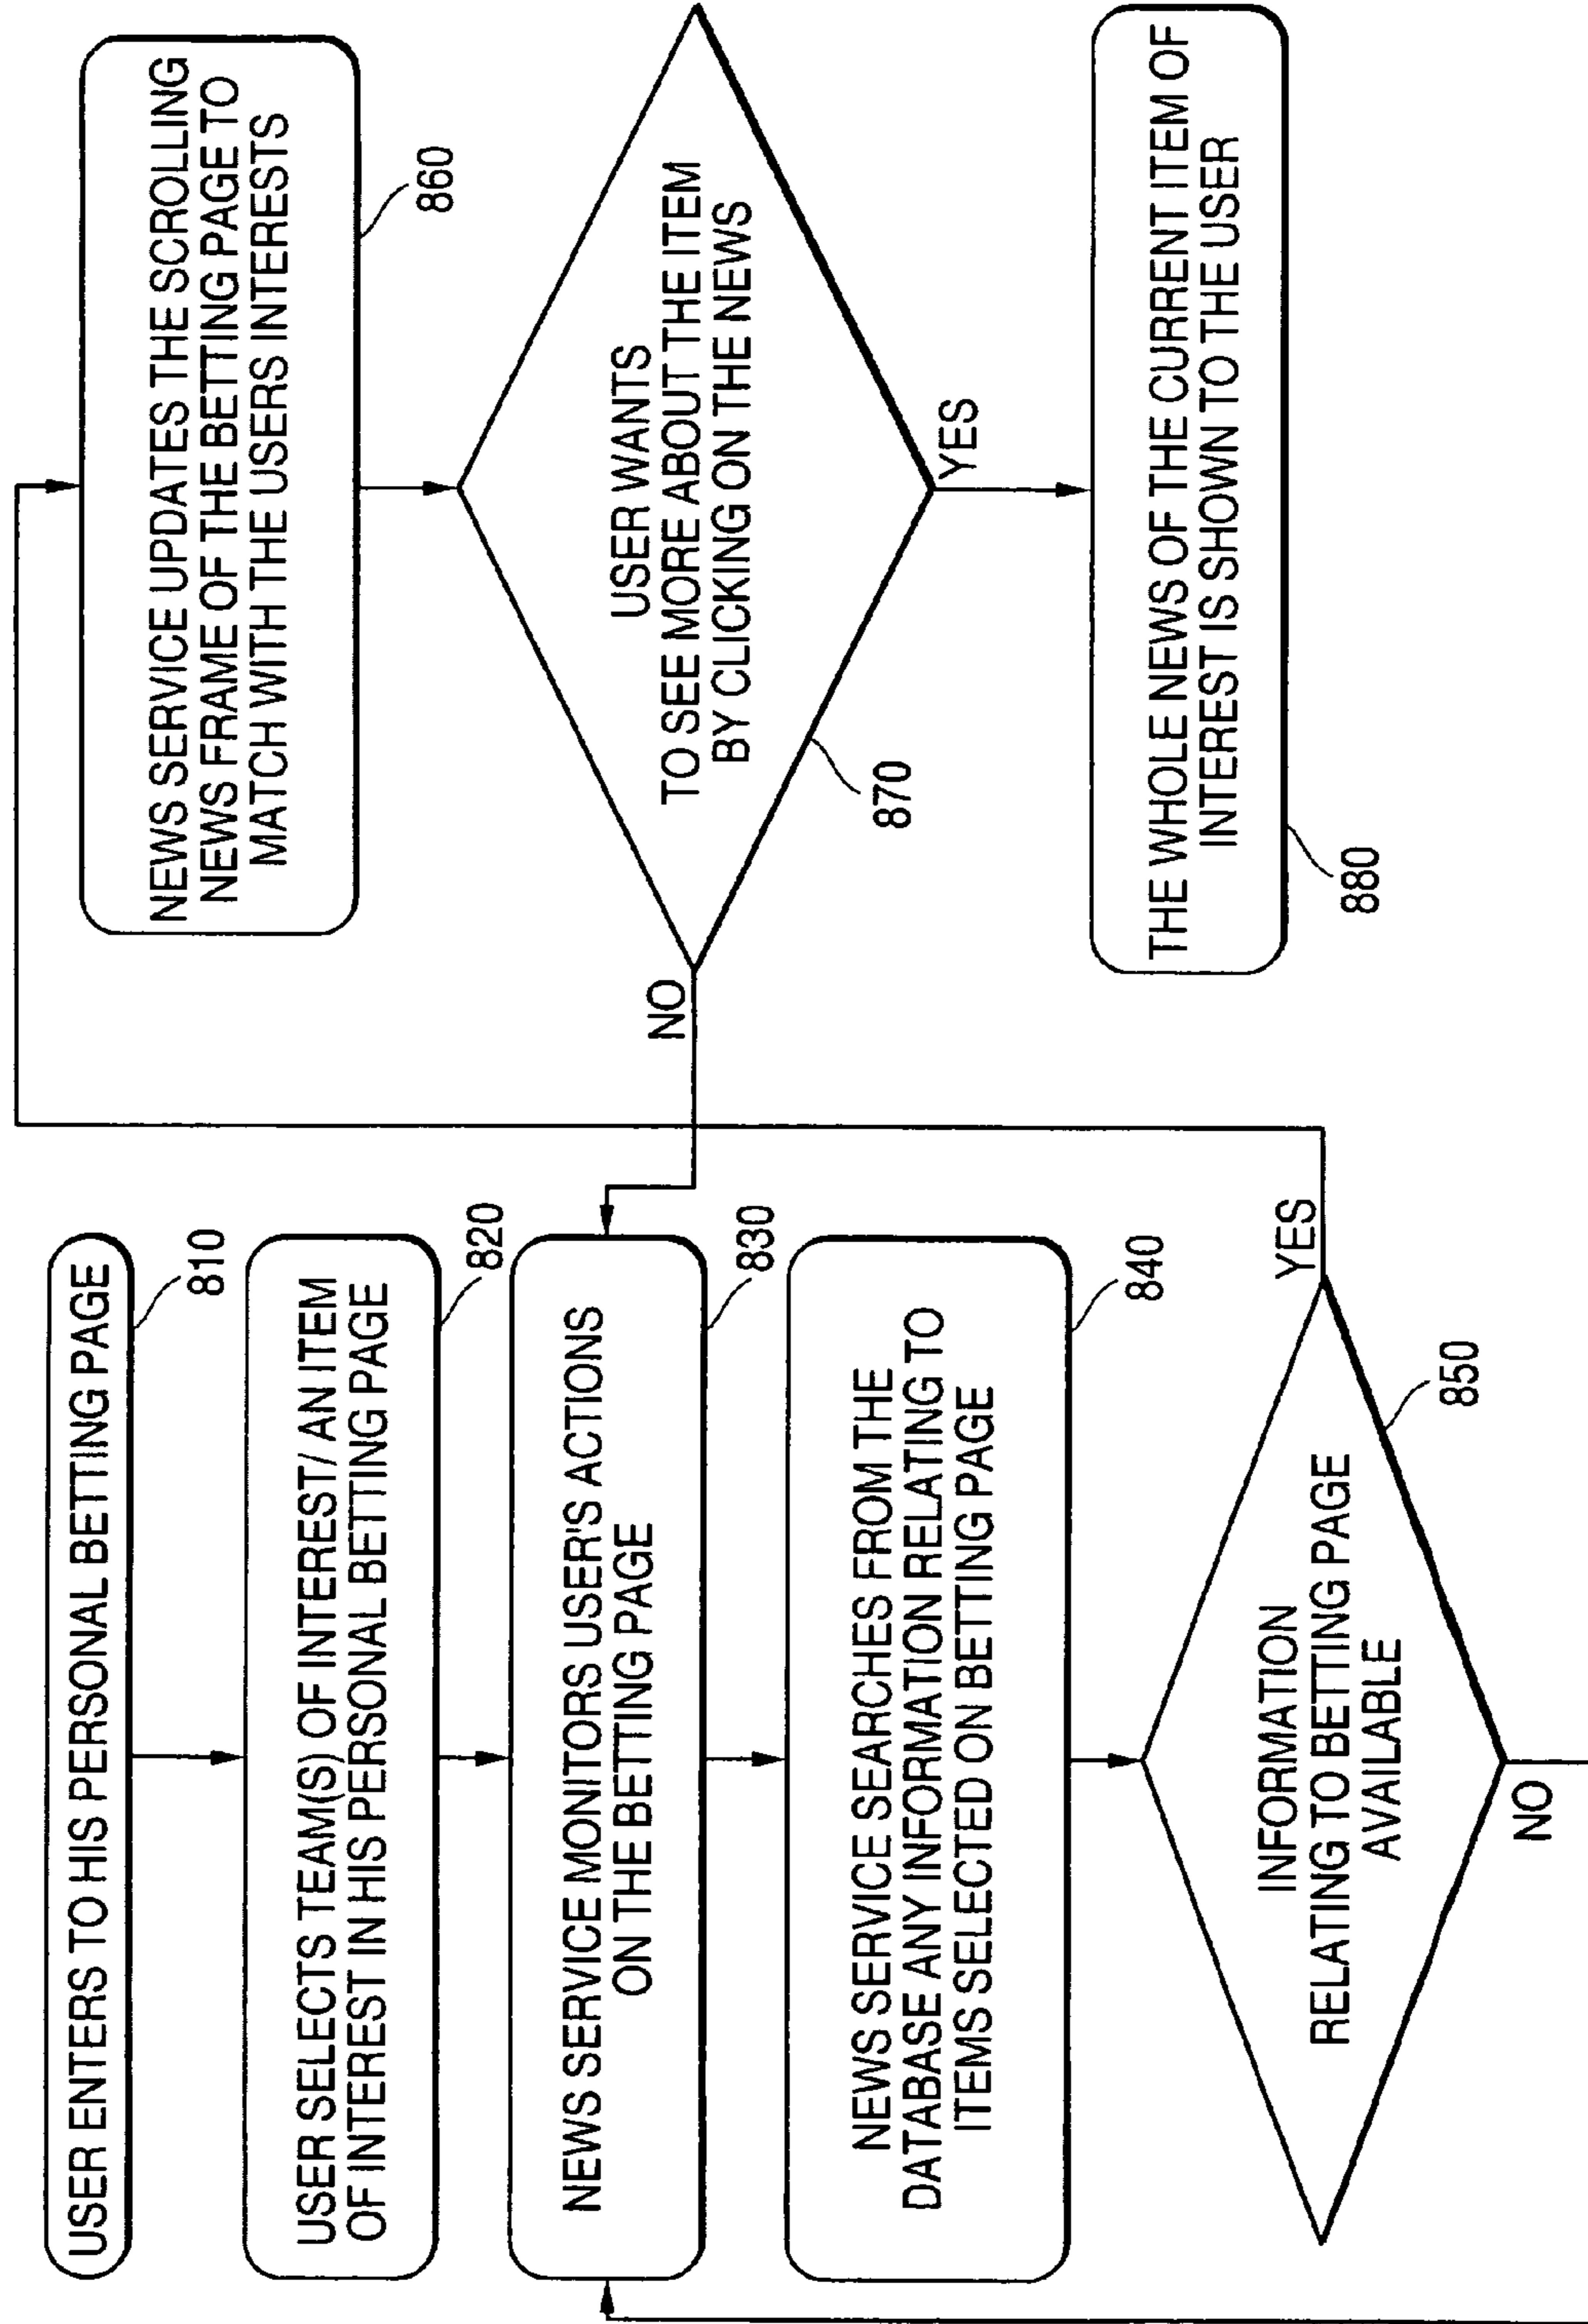 USER ENTERS TO HIS PERSONAL BETTING PAGE
810
USER SELECTS TEAM(S) OF INTEREST/ AN ITEM
OF INTEREST IN HIS PERSONAL BETTING PAGE
820
NEWS SERVICE MONITORS USER'S ACTIONS
ON THE BETTING PAGE
830
NEWS SERVICE SEARCHES FROM THE
DATABASE ANY INFORMATION RELATING TO
ITEMS SELECTED ON BETTING PAGE
840
INFORMATION
RELATING TO BETTING PAGE
AVAILABLE
850
YES
NO
NEWS SERVICE UPDATES THE SCROLLING
NEWS FRAME OF THE BETTING PAGE TO
MATCH WITH THE USERS INTERESTS
860
USER WANTS
TO SEE MORE ABOUT THE ITEM
BY CLICKING ON THE NEWS
870
NO
YES
THE WHOLE NEWS OF THE CURRENT ITEM OF
INTEREST IS SHOWN TO THE USER
880